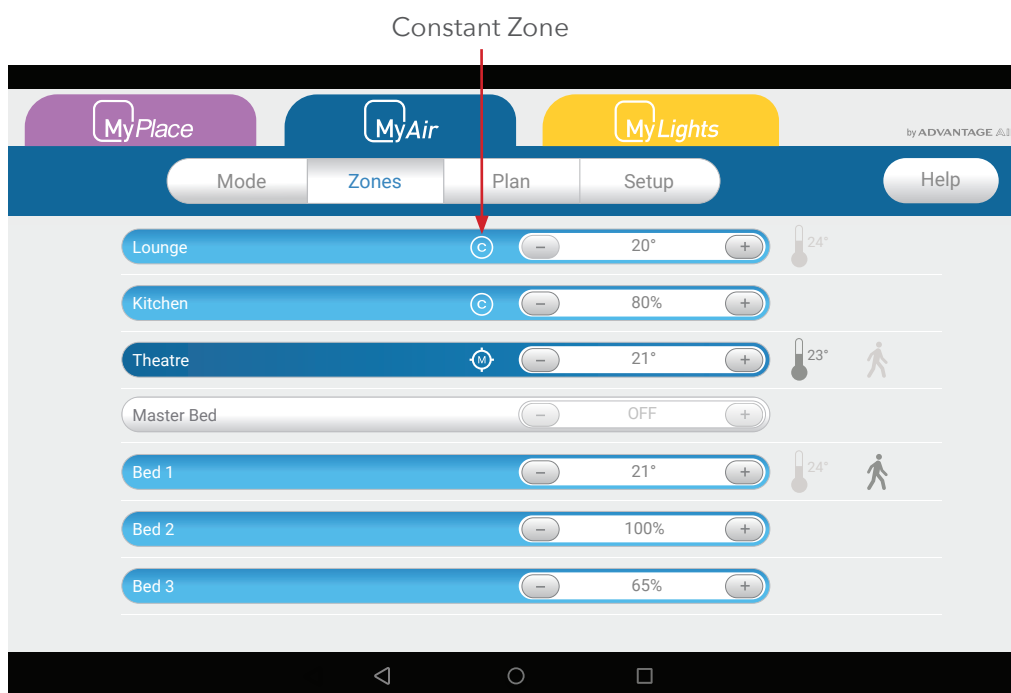 Constant Zone
MyPlace
MyAir
MyLights
by ADVANTAGE AI
Mode
Zones
Plan
Setup
Help
Lounge C - 20° + 24°
Kitchen C - 80% +
Theatre M - 21° + 23°
Master Bed - OFF +
Bed 1 - 21° + 24°
Bed 2 - 100% +
Bed 3 - 65% +